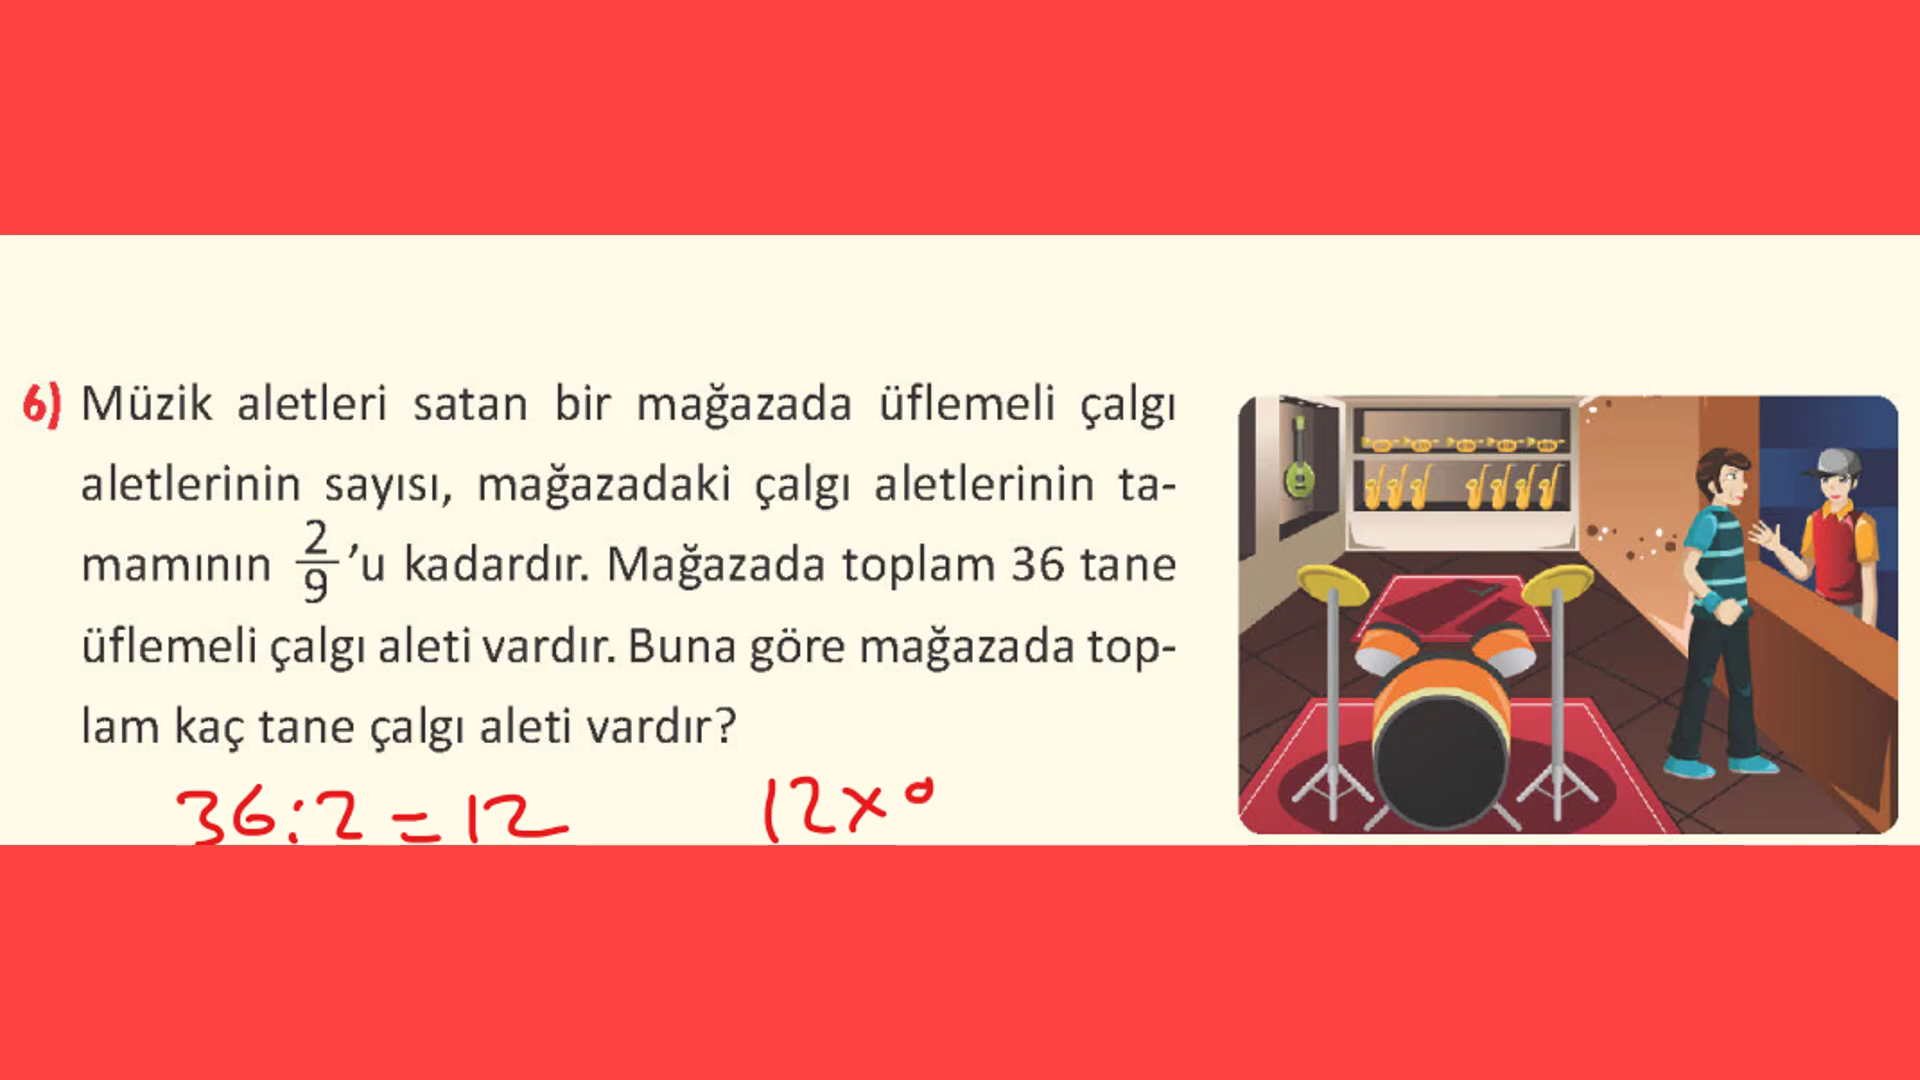 6) Müzik aletleri satan bir mağazada üflemeli çalgı
aletlerinin sayısı, mağazadaki çalgı aletlerinin ta-
mamının 2/9 'u kadardır. Mağazada toplam 36 tane
üflemeli çalgı aleti vardır. Buna göre mağazada top-
lam kaç tane çalgı aleti vardır?
36:2=12 12x